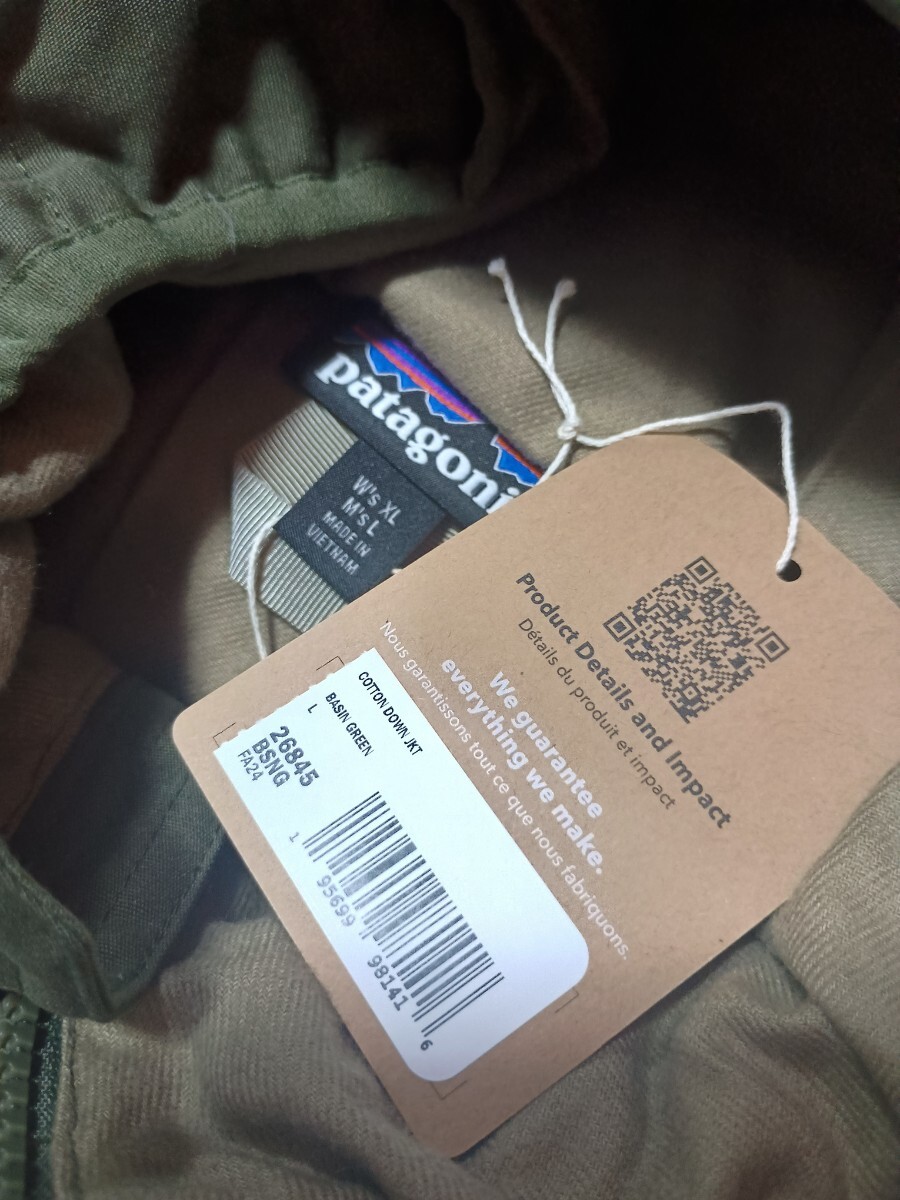 patagoni
W's XL
M's L
MADE IN
VIETNAM
Product Details and Impact
Détails du produit et impact
We guarantee
everything we make.
Nous garantissons tout ce que nous fabriquons.
COTTON DOWN JKT
BASIN GREEN
L
26845
BSNG
FA24
1 95699 98141 6